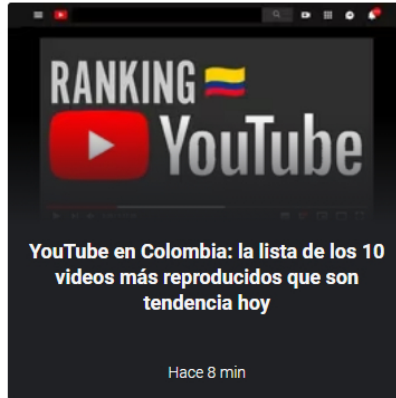 RANKING
YouTube
YouTube en Colombia: la lista de los 10
videos más reproducidos que son
tendencia hoy
Hace 8 min